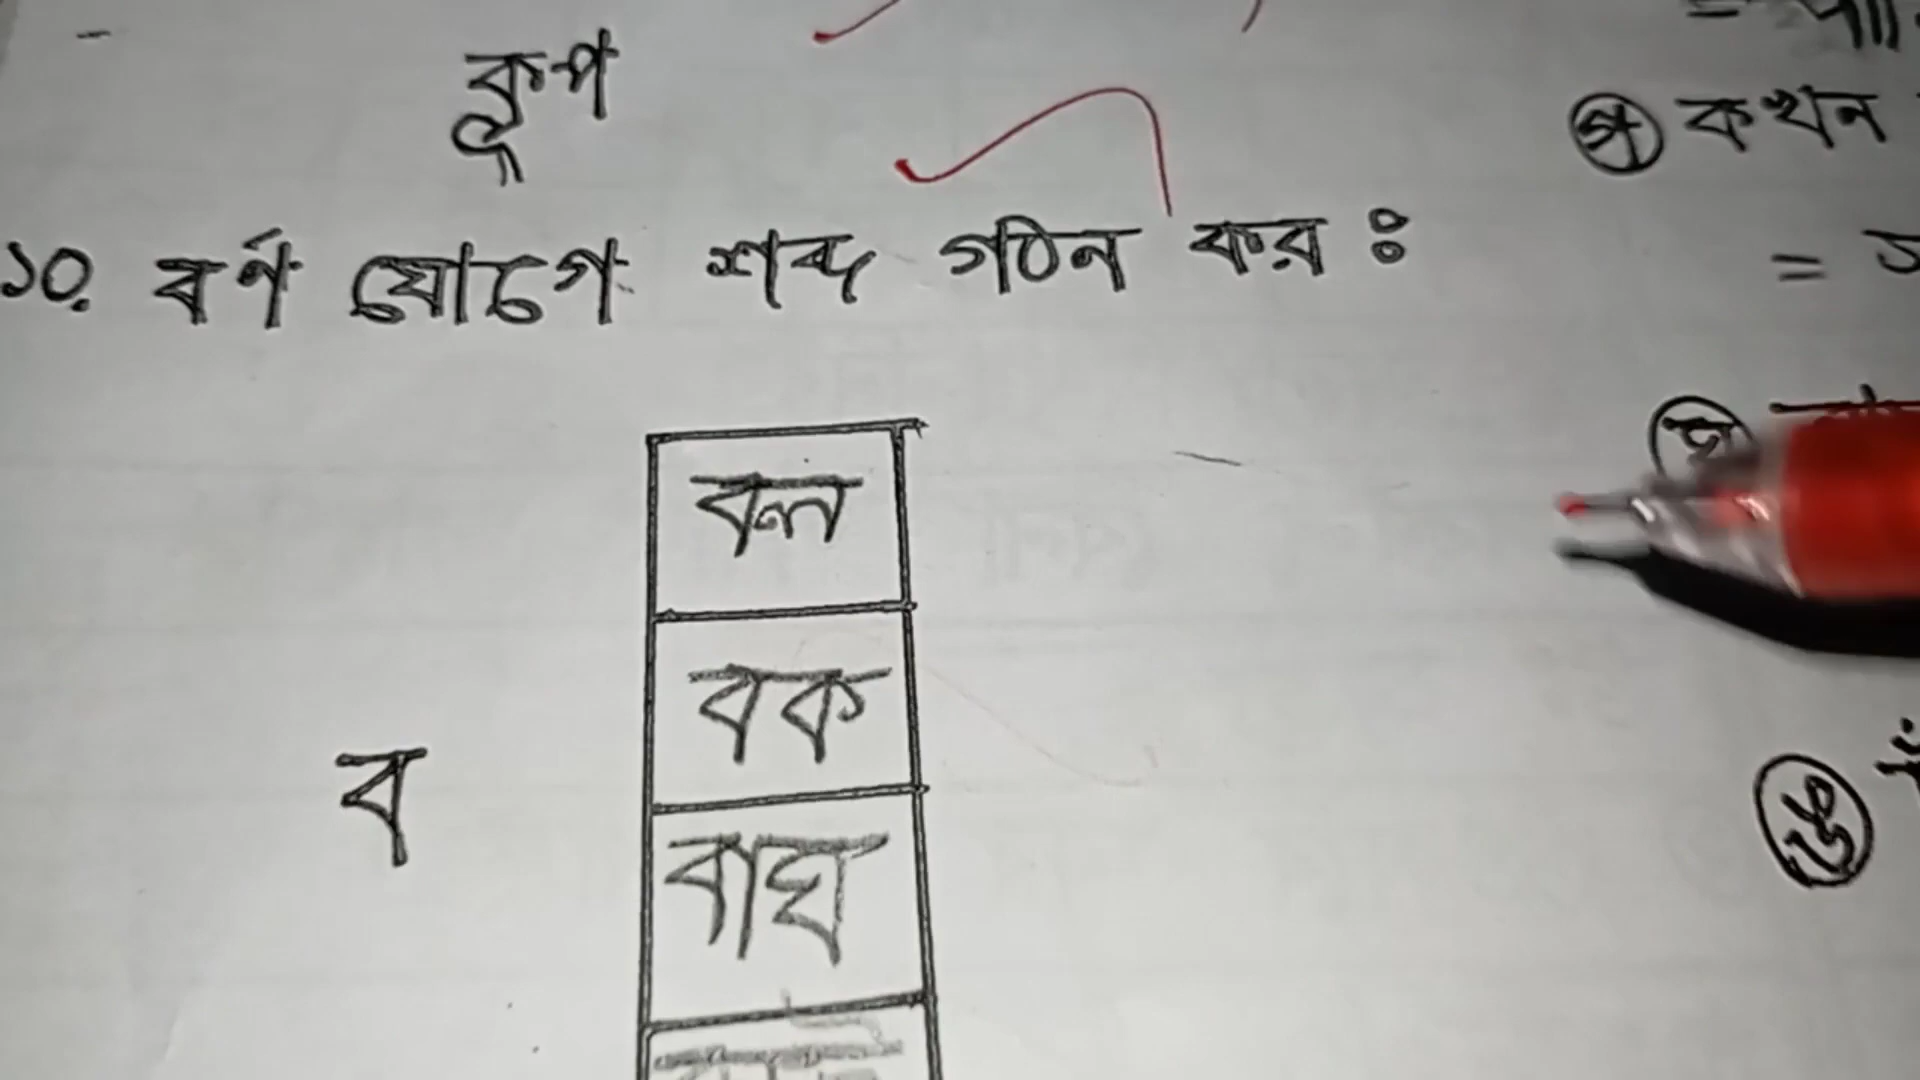 কূপ
১০. বর্ণ যোগে শব্দ গঠন কর ঃ
বল
বক
ব
বাঘ
গ কখন
=
ঘ
ঙ